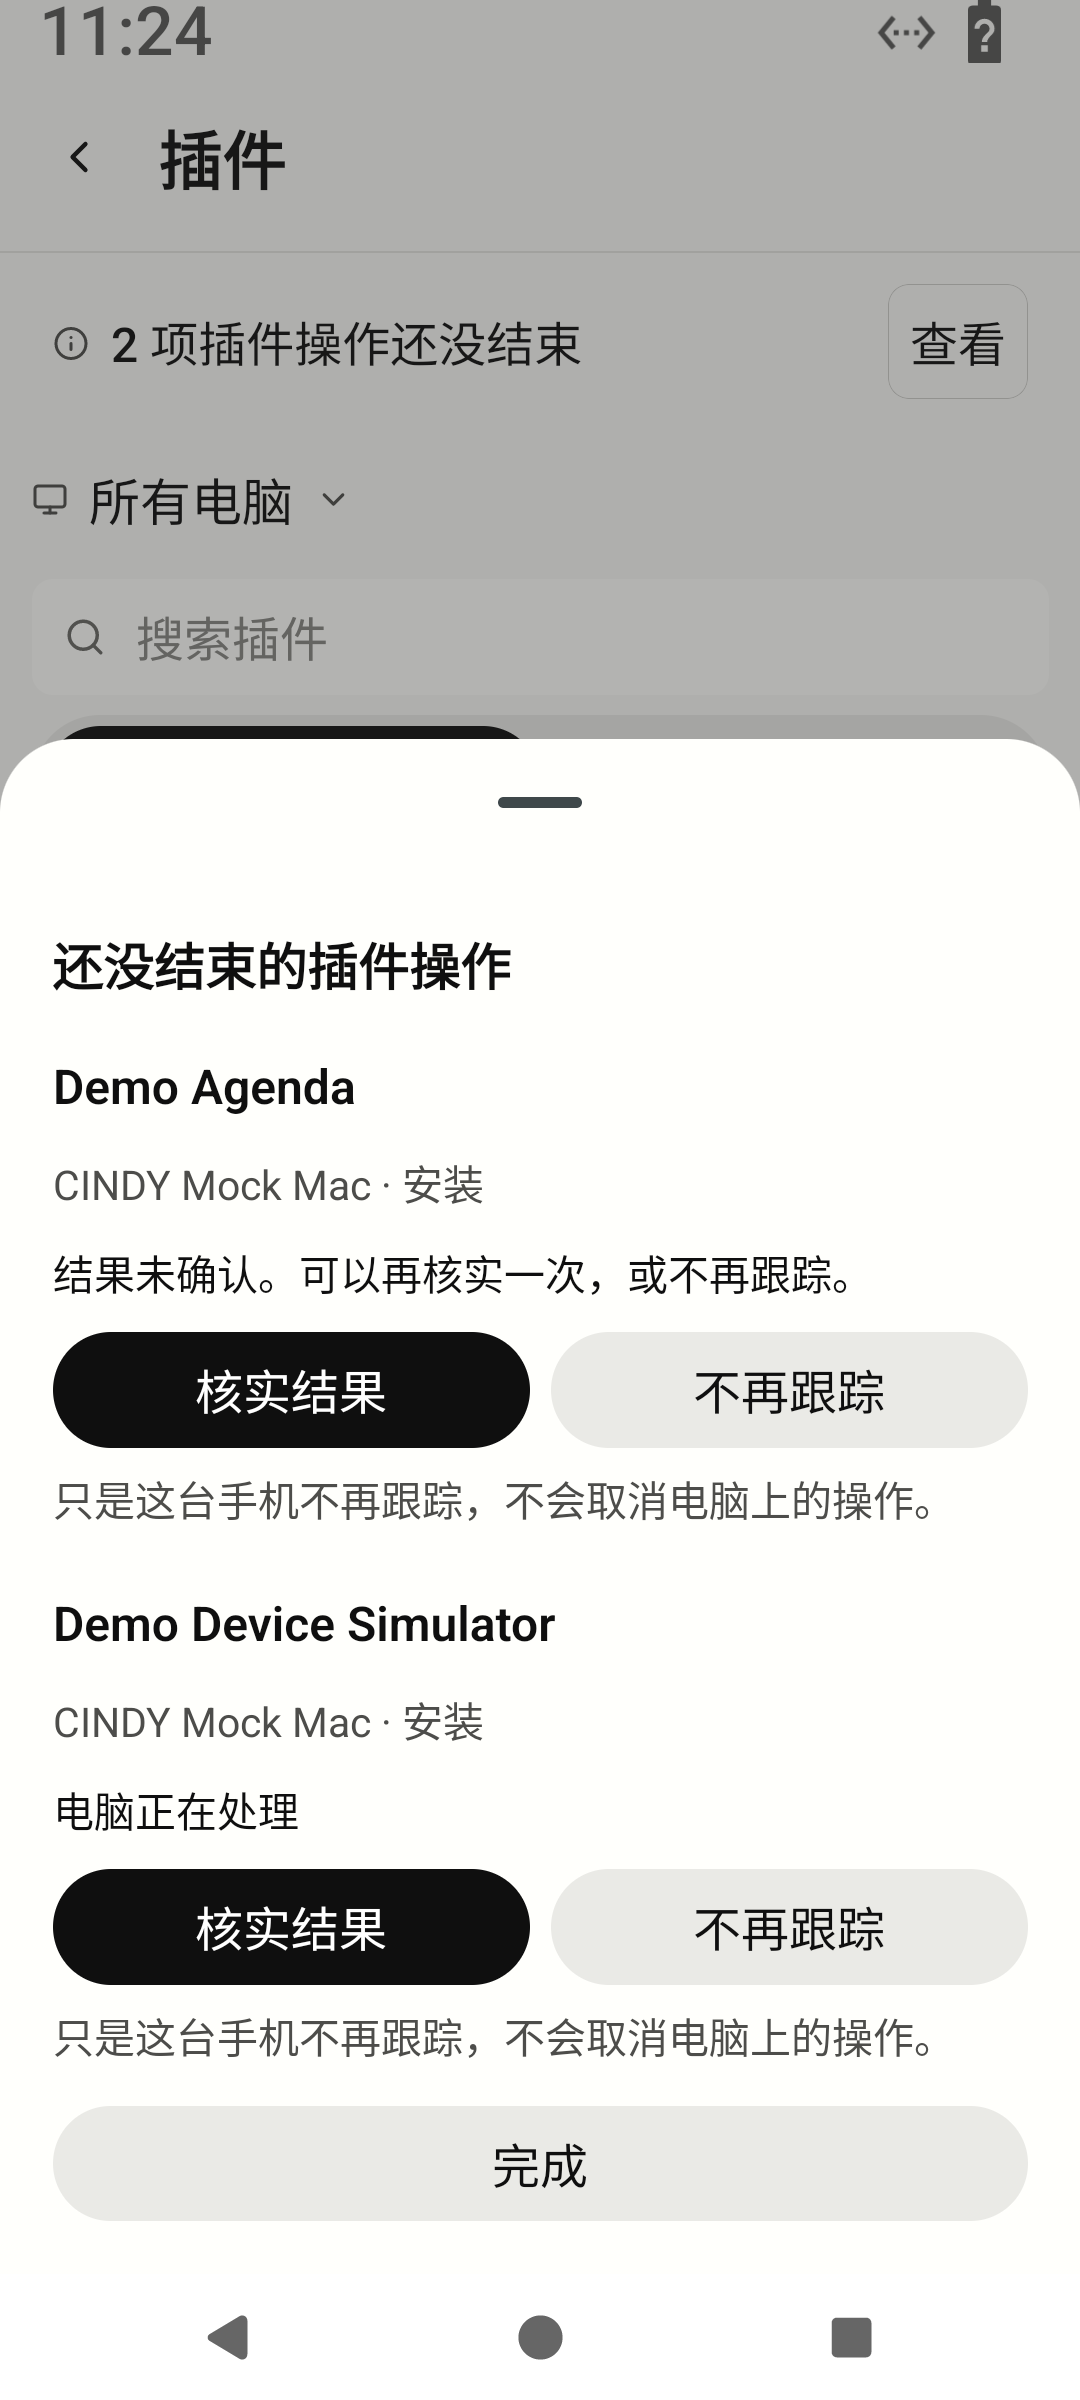 11:24
插件
2 项插件操作还没结束
查看
所有电脑
搜索插件
还没结束的插件操作
Demo Agenda
CINDY Mock Mac · 安装
结果未确认。可以再核实一次，或不再跟踪。
核实结果
不再跟踪
只是这台手机不再跟踪，不会取消电脑上的操作。
Demo Device Simulator
CINDY Mock Mac · 安装
电脑正在处理
核实结果
不再跟踪
只是这台手机不再跟踪，不会取消电脑上的操作。
完成